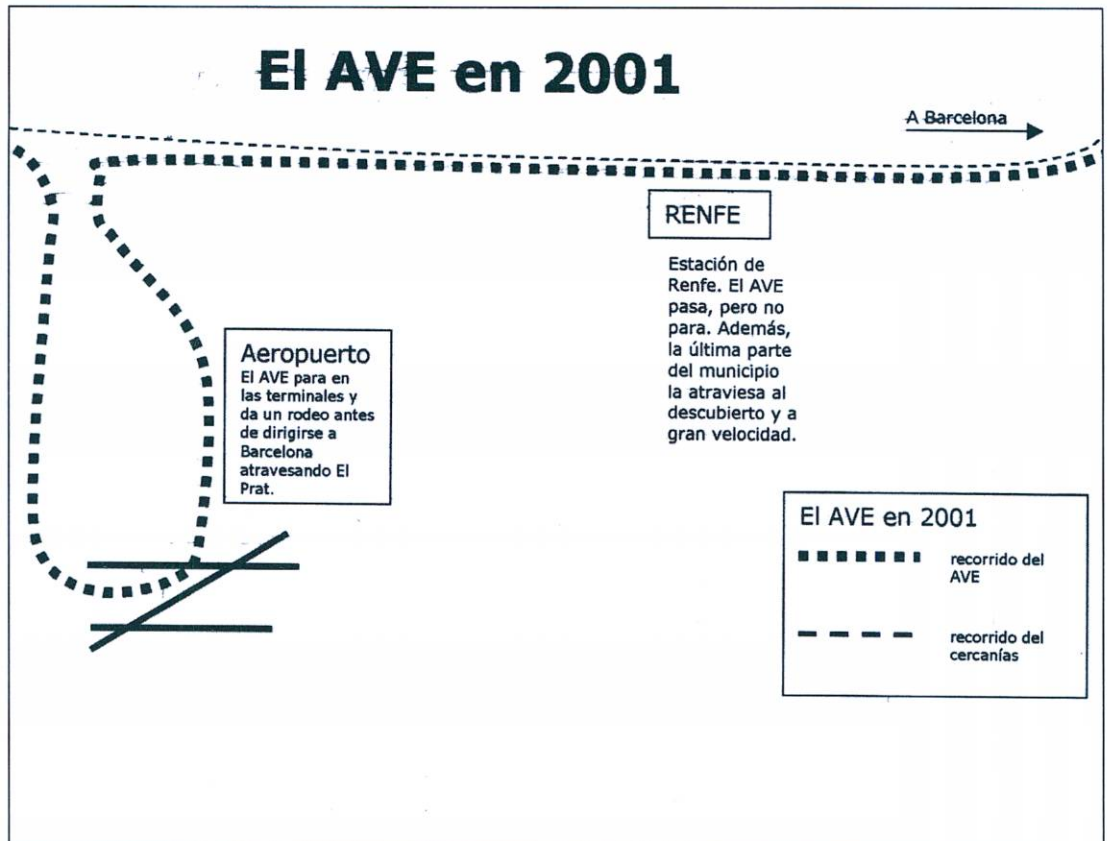 El AVE en 2001
A Barcelona
RENFE
Estación de
Renfe. El AVE
pasa, pero no
para. Además,
la última parte
del municipio
la atraviesa al
descubierto y a
gran velocidad.
Aeropuerto
El AVE para en
las terminales y
da un rodeo antes
de dirigirse a
Barcelona
atravesando El
Prat.
El AVE en 2001
recorrido del
AVE
recorrido del
cercanías